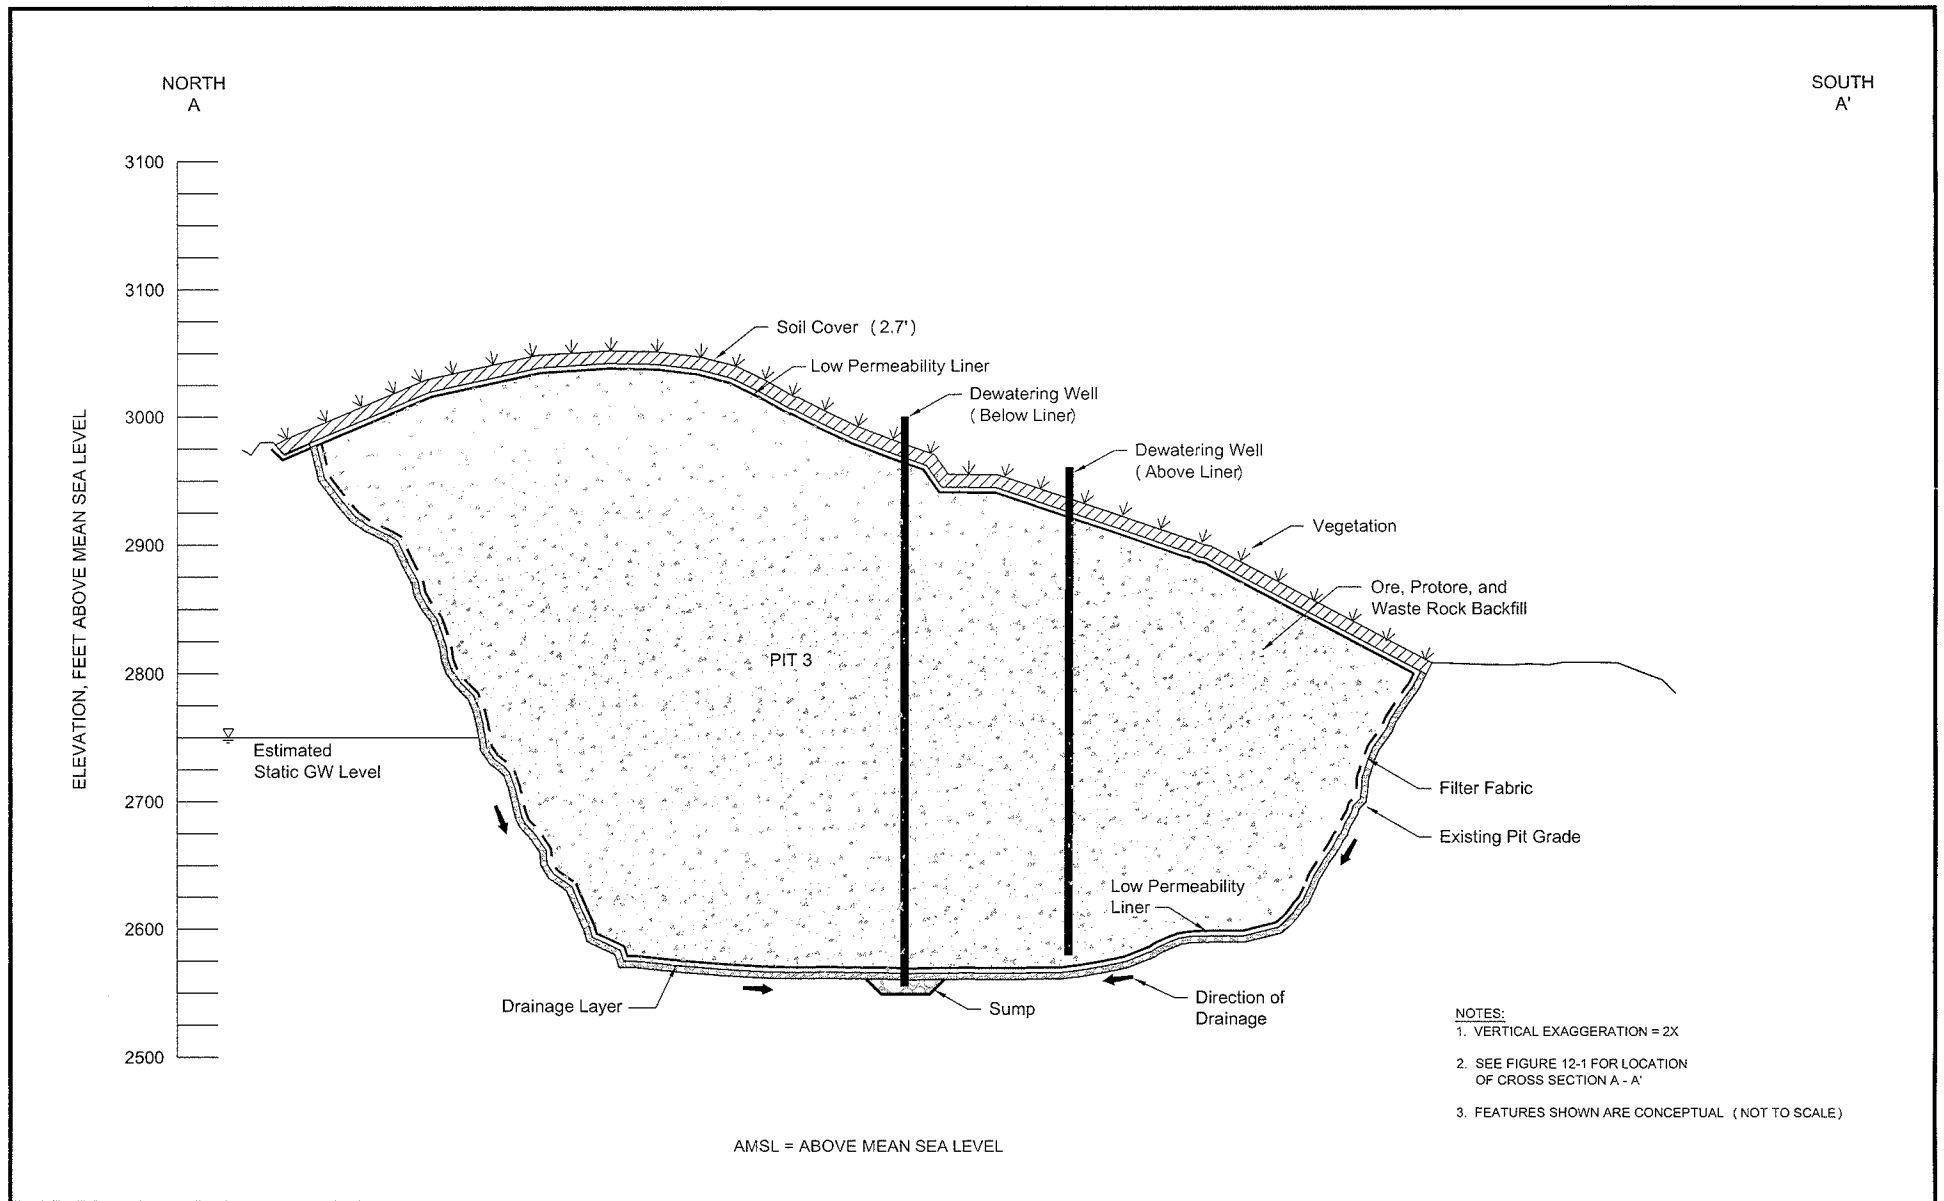 NORTH
A
SOUTH
A'
3100
3100
3000
2900
2800
2700
2600
2500
ELEVATION, FEET ABOVE MEAN SEA LEVEL
Soil Cover (2.7')
Low Permeability Liner
Dewatering Well
(Below Liner)
Dewatering Well
(Above Liner)
Vegetation
Ore, Protore, and
Waste Rock Backfill
PIT 3
Estimated
Static GW Level
Filter Fabric
Existing Pit Grade
Low Permeability
Liner
Drainage Layer
Sump
Direction of
Drainage
NOTES:
1. VERTICAL EXAGGERATION = 2X
2. SEE FIGURE 12-1 FOR LOCATION
OF CROSS SECTION A - A'
3. FEATURES SHOWN ARE CONCEPTUAL (NOT TO SCALE)
AMSL = ABOVE MEAN SEA LEVEL